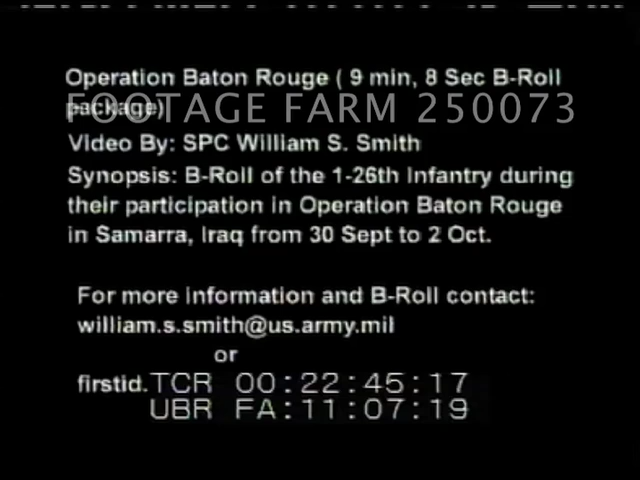 Operation Baton Rouge ( 9 min, 8 Sec B-Roll
package)
FOOTAGE FARM 250073
Video By: SPC William S. Smith
Synopsis: B-Roll of the 1-26th Infantry during
their participation in Operation Baton Rouge
in Samarra, Iraq from 30 Sept to 2 Oct.
For more information and B-Roll contact:
william.s.smith@us.army.mil
or
firstid.
TCR 00:22:45:17
UBR FA:11:07:19